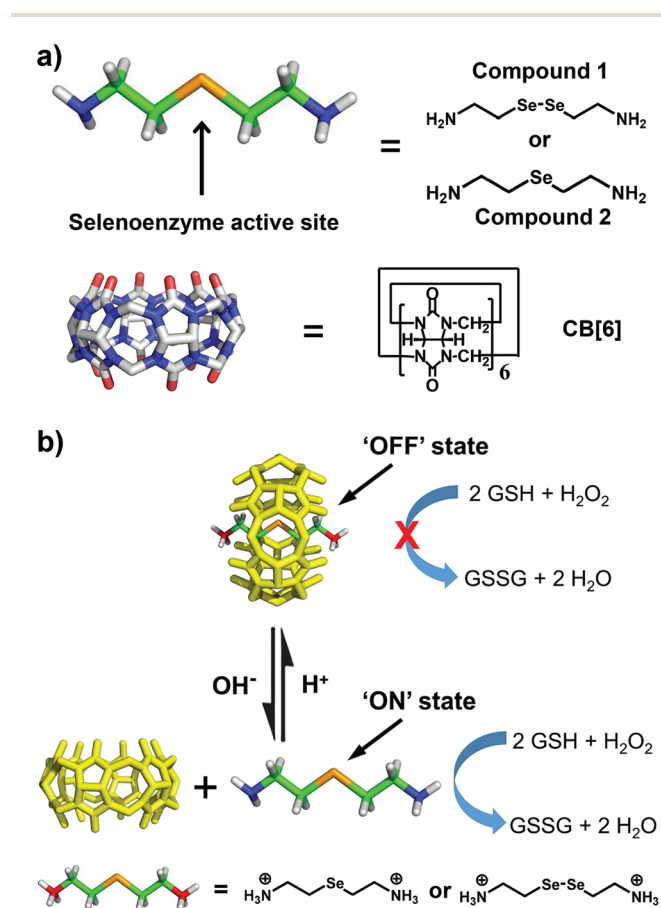 a)
Compound 1
H₂N Se-Se NH₂
or
H₂N Se NH₂
Compound 2
=
Selenoenzyme active site
=
O
N N-CH₂
H H
N N-CH₂
O
6
CB[6]
b)
'OFF' state
2 GSH + H₂O₂
X
GSSG + 2 H₂O
OH⁻ H⁺
'ON' state
+
2 GSH + H₂O₂
GSSG + 2 H₂O
= H₃N⊕ Se NH₃⊕ or H₃N⊕ Se-Se NH₃⊕